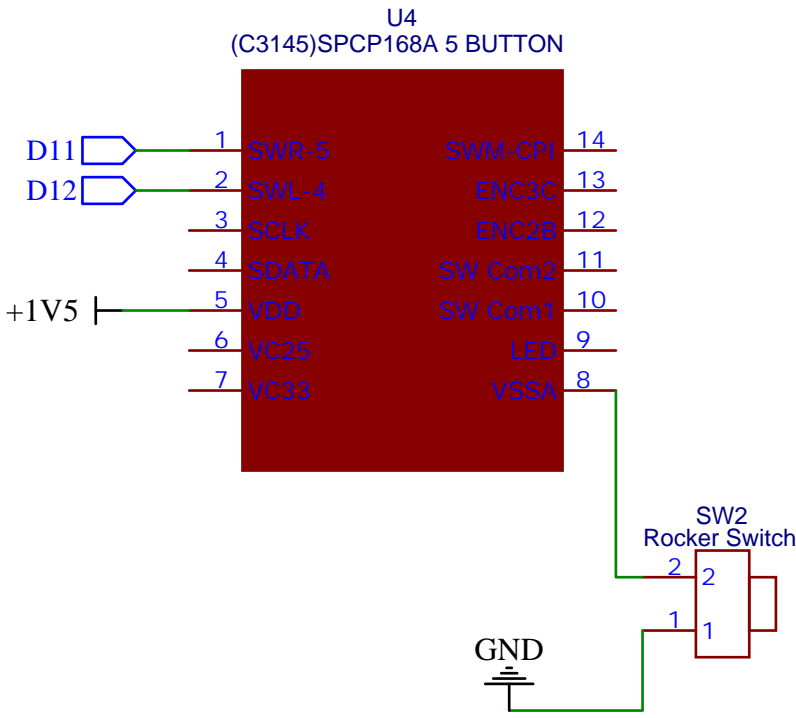 U4
(C3145)SPCP168A 5 BUTTON
D11 1 SWR-5 SWM-CPI 14
D12 2 SWL-4 ENC3C 13
3 SCLK ENC2B 12
4 SDATA SW Com2 11
+1V5 5 VDD SW Com1 10
6 VC25 LED 9
7 VC33 VSSA 8
SW2
Rocker Switch
2 2
1 1
GND